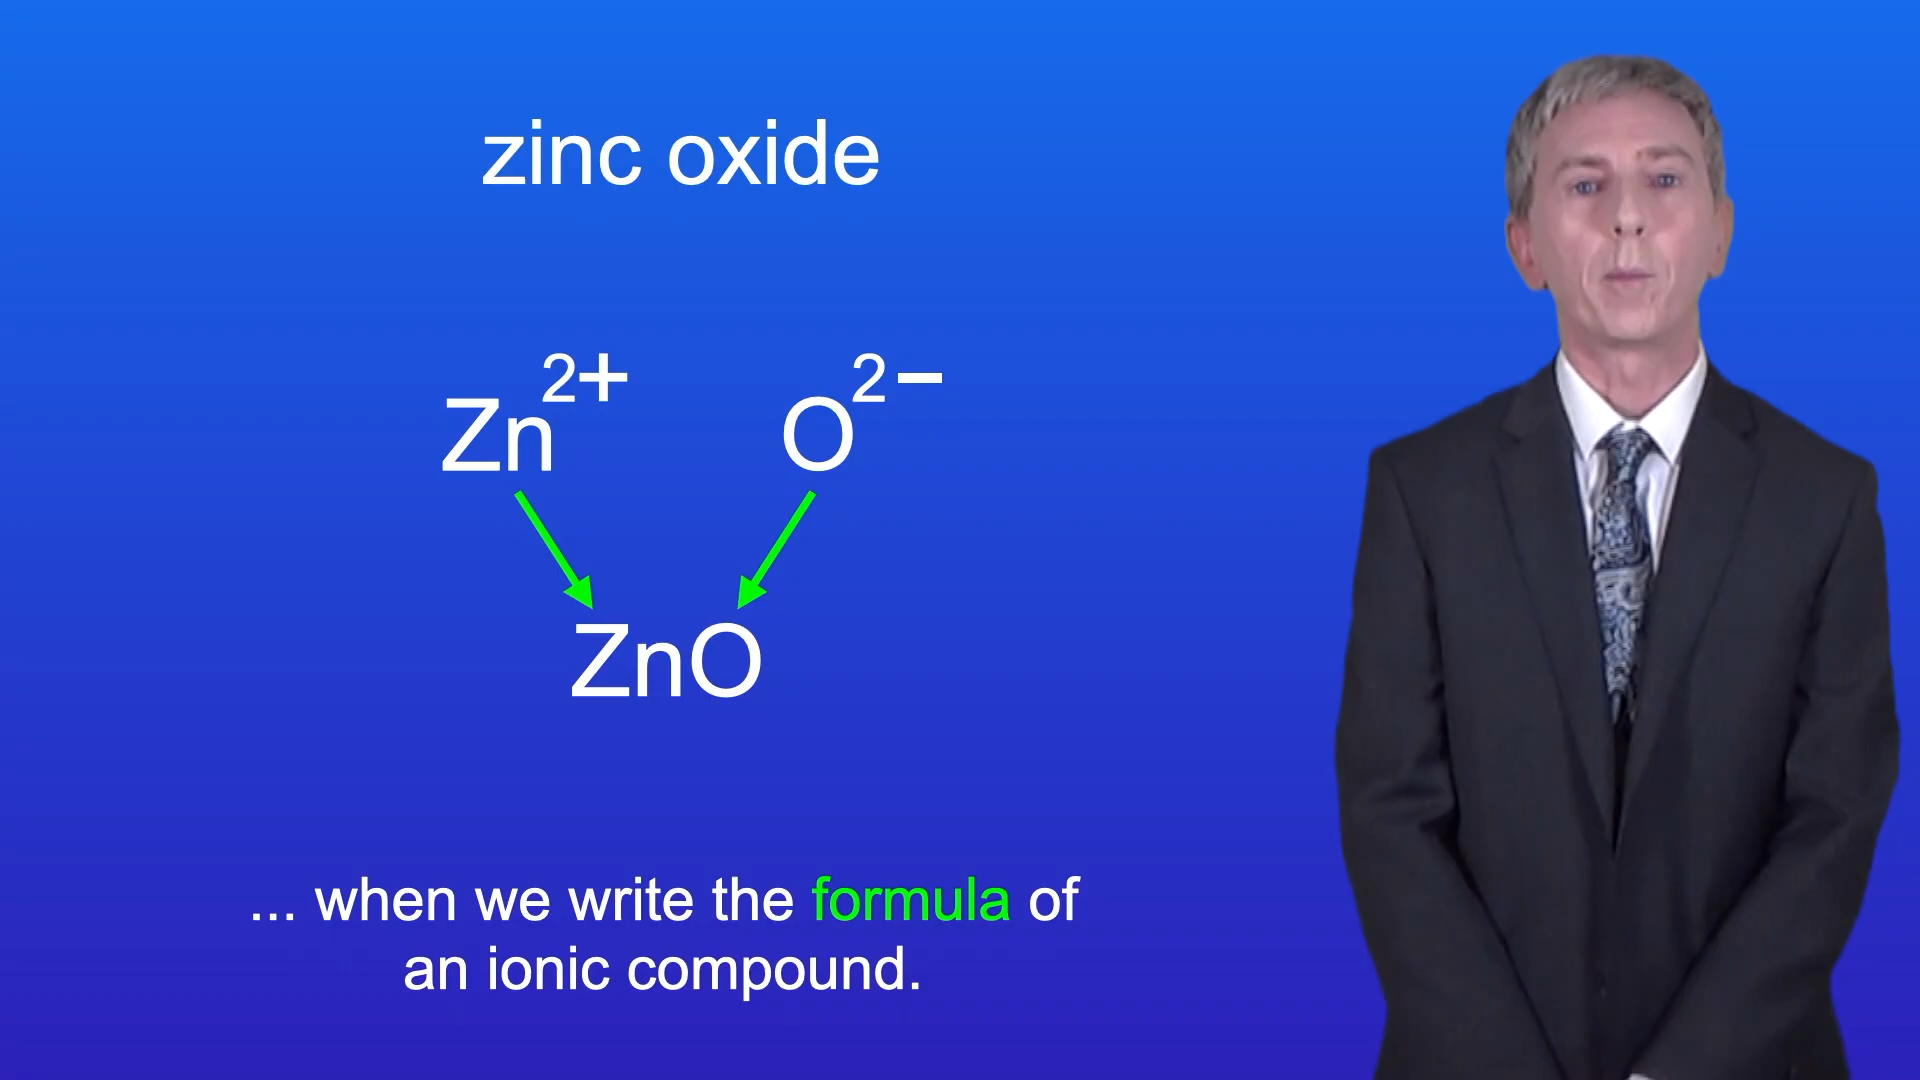 zinc oxide
Zn²⁺ O²⁻
ZnO
... when we write the formula of
an ionic compound.